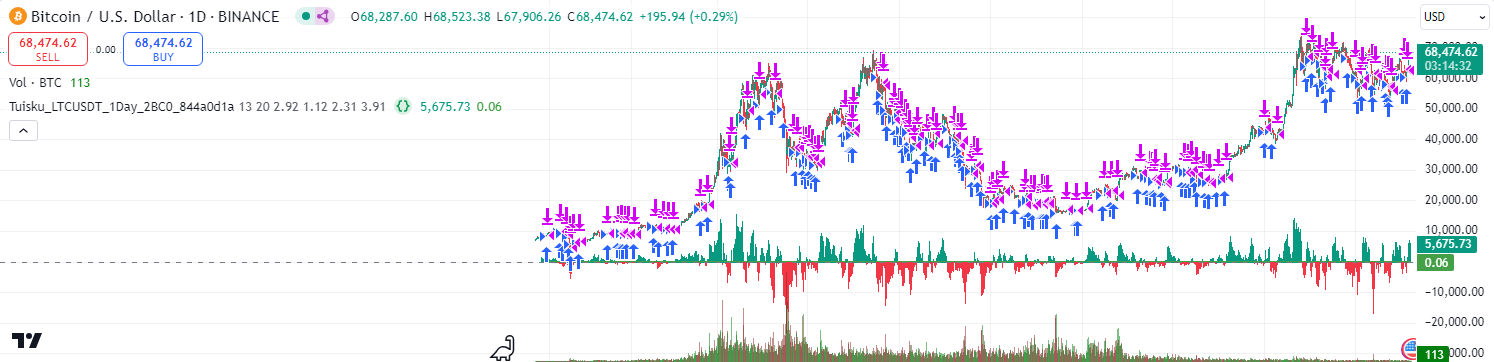 Bitcoin / U.S. Dollar · 1D · BINANCE O68,287.60 H68,523.38 L67,906.26 C68,474.62 +195.94 (+0.29%)
USD
68,474.62 SELL
0.00
68,474.62 BUY
Vol · BTC 113
Tuisku_LTCUSDT_1Day_2BC0_844a0d1a 13 20 2.92 1.12 2.31 3.91 {} 5,675.73 0.06
68,474.62
03:14:32
60,000.00
50,000.00
40,000.00
30,000.00
20,000.00
10,000.00
5,675.73
0.06
−10,000.00
−20,000.00
113